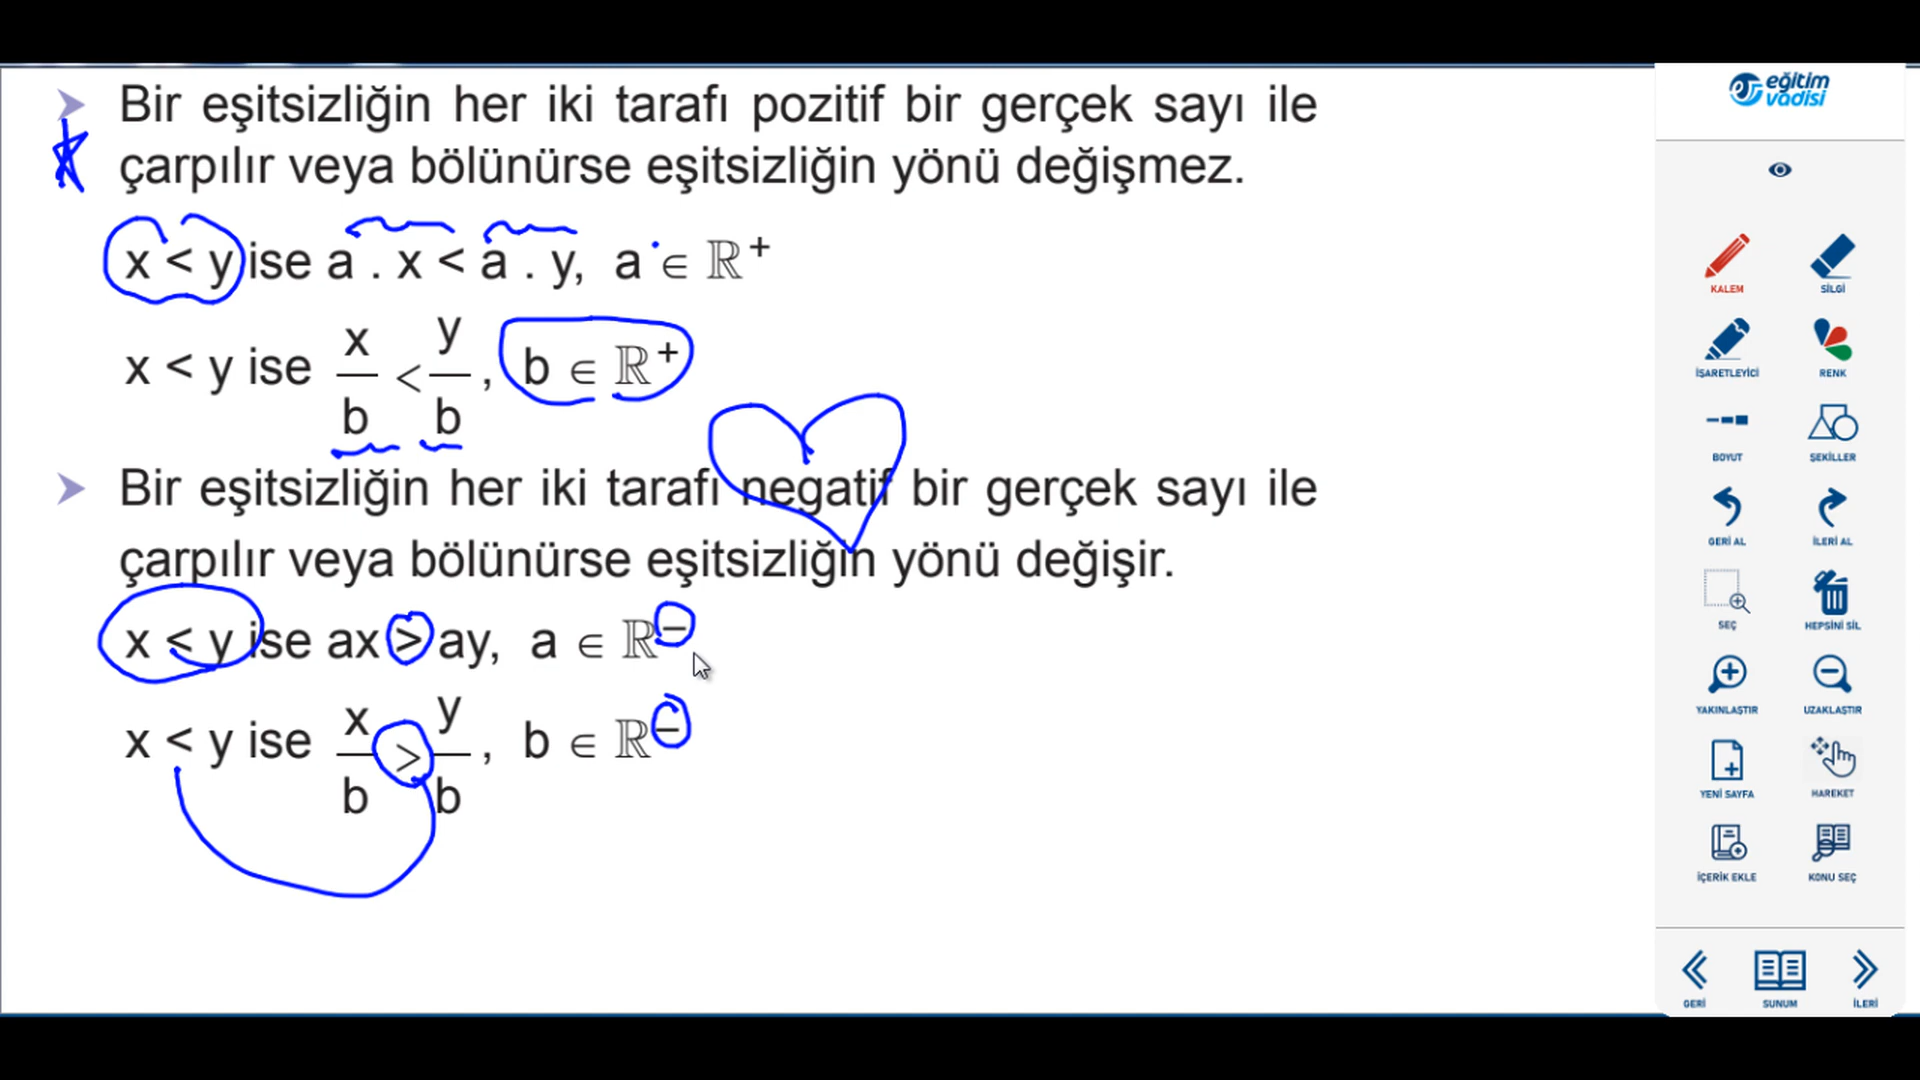 Bir eşitsizliğin her iki tarafı pozitif bir gerçek sayı ile
çarpılır veya bölünürse eşitsizliğin yönü değişmez.
x < y ise a . x < a . y, a ∈ ℝ⁺
x < y ise x/b < y/b, b ∈ ℝ⁺
Bir eşitsizliğin her iki tarafı negatif bir gerçek sayı ile
çarpılır veya bölünürse eşitsizliğin yönü değişir.
x < y ise ax > ay, a ∈ ℝ⁻
x < y ise x/b > y/b, b ∈ ℝ⁻
eğitim
vadisi
KALEM SİLGİ
İŞARETLEYİCİ RENK
BOYUT ŞEKİLLER
GERİ AL İLERİ AL
SEÇ HEPSİNİ SİL
YAKINLAŞTIR UZAKLAŞTIR
YENİ SAYFA HAREKET
İÇERİK EKLE KONU SEÇ
GERİ SUNUM İLERİ